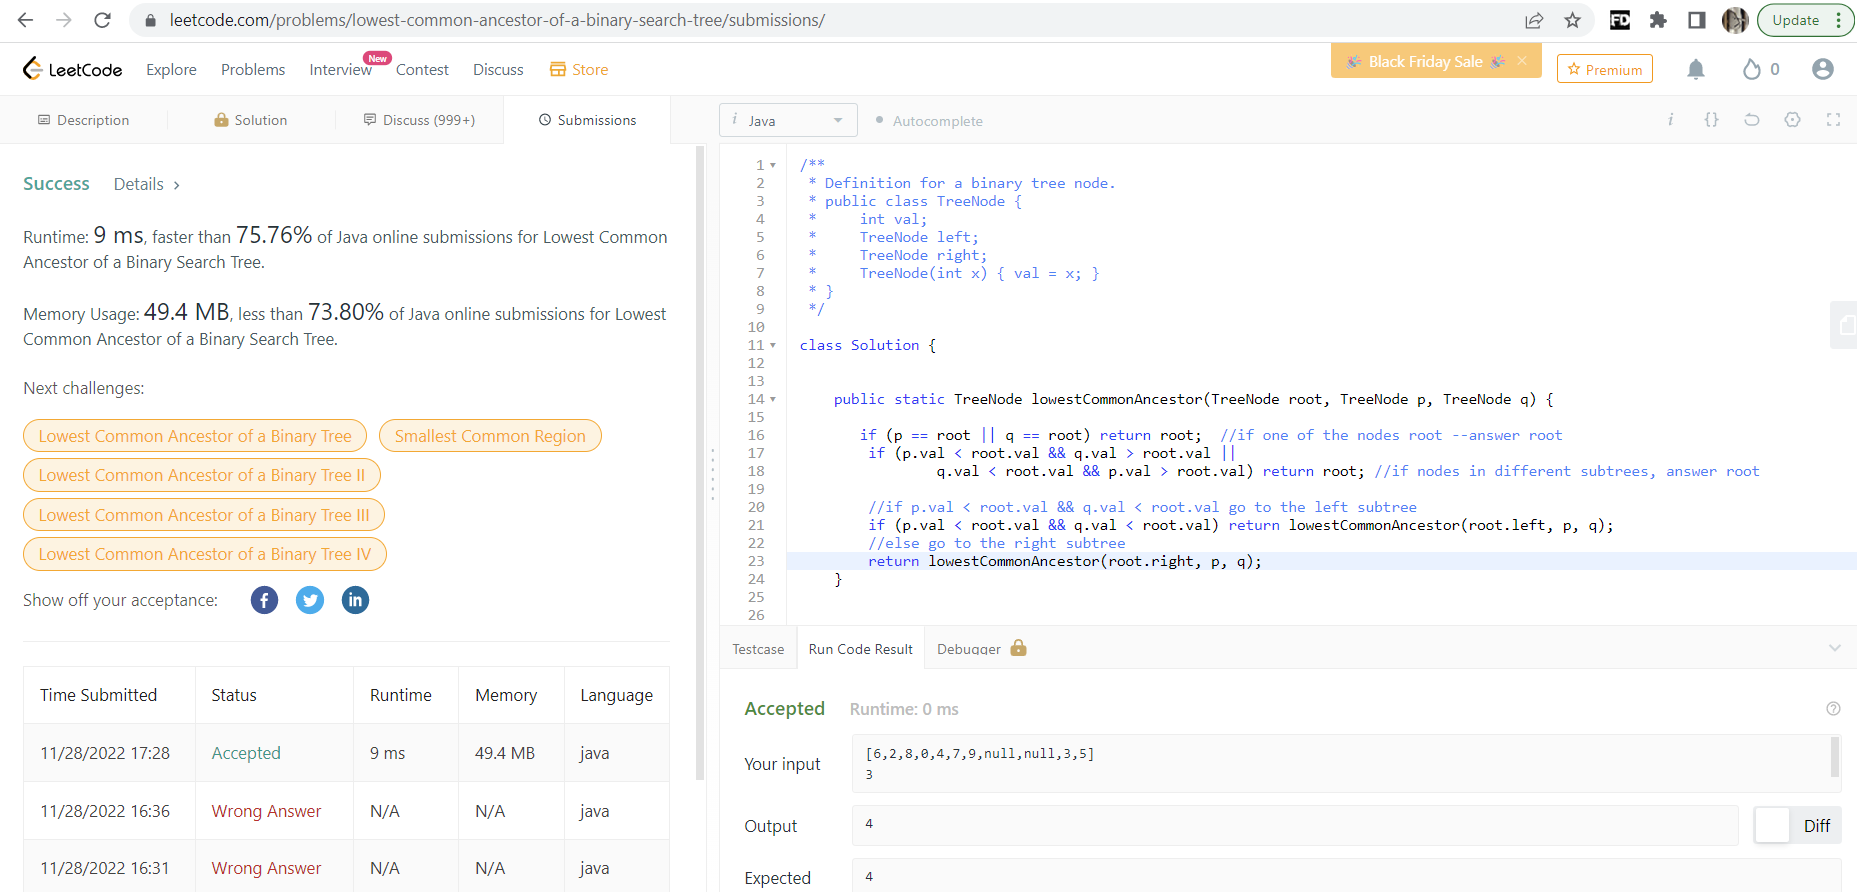 leetcode.com/problems/lowest-common-ancestor-of-a-binary-search-tree/submissions/
FD
Update
LeetCode
Explore
Problems
Interview
New
Contest
Discuss
Store
Black Friday Sale
Premium
0
Description
Solution
Discuss (999+)
Submissions
i Java
Autocomplete
i {}
Success Details >
Runtime: 9 ms, faster than 75.76% of Java online submissions for Lowest Common
Ancestor of a Binary Search Tree.
Memory Usage: 49.4 MB, less than 73.80% of Java online submissions for Lowest
Common Ancestor of a Binary Search Tree.
Next challenges:
Lowest Common Ancestor of a Binary Tree
Smallest Common Region
Lowest Common Ancestor of a Binary Tree II
Lowest Common Ancestor of a Binary Tree III
Lowest Common Ancestor of a Binary Tree IV
Show off your acceptance:
Time Submitted Status Runtime Memory Language
11/28/2022 17:28 Accepted 9 ms 49.4 MB java
11/28/2022 16:36 Wrong Answer N/A N/A java
11/28/2022 16:31 Wrong Answer N/A N/A java
1 /**
2 * Definition for a binary tree node.
3 * public class TreeNode {
4 * int val;
5 * TreeNode left;
6 * TreeNode right;
7 * TreeNode(int x) { val = x; }
8 * }
9 */
10
11 class Solution {
12
13
14 public static TreeNode lowestCommonAncestor(TreeNode root, TreeNode p, TreeNode q) {
15
16 if (p == root || q == root) return root; //if one of the nodes root --answer root
17 if (p.val < root.val && q.val > root.val ||
18 q.val < root.val && p.val > root.val) return root; //if nodes in different subtrees, answer root
19
20 //if p.val < root.val && q.val < root.val go to the left subtree
21 if (p.val < root.val && q.val < root.val) return lowestCommonAncestor(root.left, p, q);
22 //else go to the right subtree
23 return lowestCommonAncestor(root.right, p, q);
24 }
25
26
Testcase
Run Code Result
Debugger
Accepted Runtime: 0 ms
Your input
[6,2,8,0,4,7,9,null,null,3,5]
3
Output
4
Diff
Expected
4